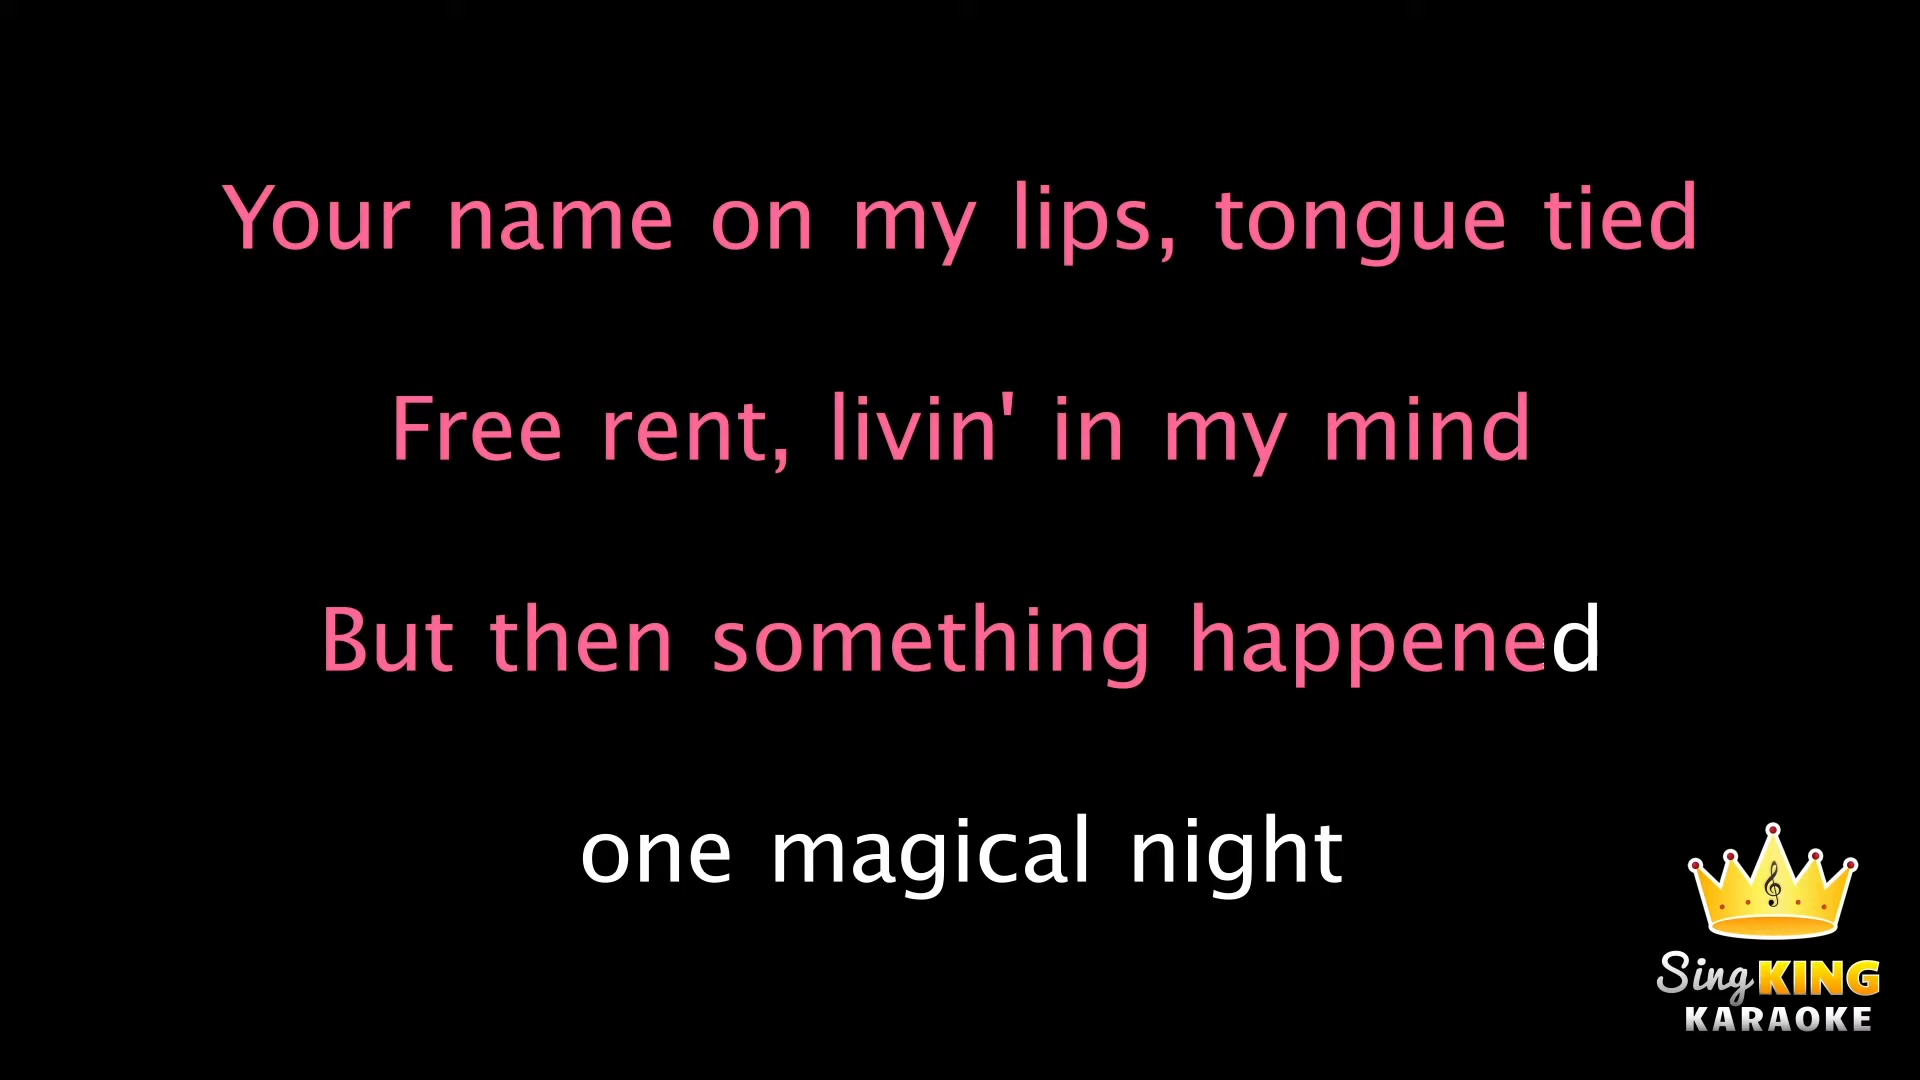 Your name on my lips, tongue tied
Free rent, livin' in my mind
But then something happened
one magical night
Sing KING
KARAOKE